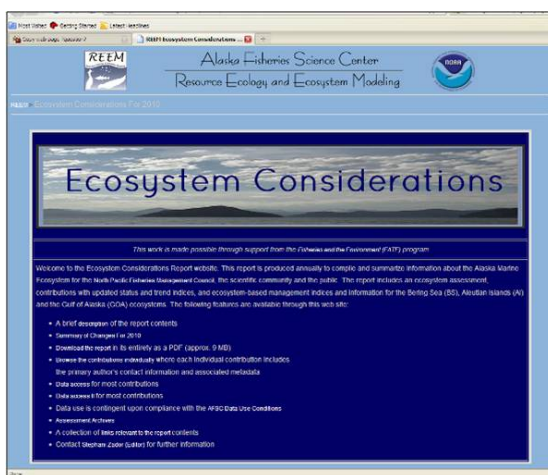 Most Visited Getting Started Latest Headlines
REEM Ecosystem Considerations ...
REEM
Alaska Fisheries Science Center
Resource Ecology and Ecosystem Modeling
NOAA
REEM > Ecosystem Considerations For 2010
Ecosystem Considerations
This work is made possible through support from the Fisheries and the Environment (FATE) program
Welcome to the Ecosystem Considerations Report website. This report is produced annually to compile and summarize information about the Alaska Marine
Ecosystem for the North Pacific Fisheries Management Council, the scientific community and the public. The report includes an ecosystem assessment,
contributions with updated status and trend indices, and ecosystem-based management indices and information for the Bering Sea (BS), Aleutian Islands (AI)
and the Gulf of Alaska (GOA) ecosystems. The following features are available through this web site:
A brief description of the report contents
Summary of Changes For 2010
Download the report in its entirety as a PDF (approx. 9 MB)
Browse the contributions individually where each individual contribution includes
the primary author's contact information and associated metadata
Data access for most contributions
Data access II for most contributions
Data use is contingent upon compliance with the AFSC Data Use Conditions
Assessment Archives
A collection of links relevant to the report contents
Contact Stephani Zador (Editor) for further information
Done